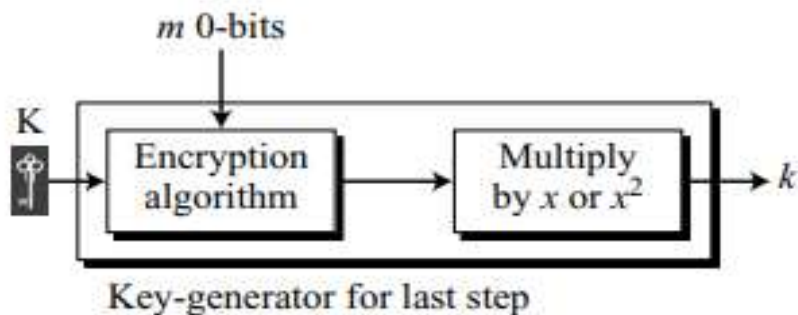 m 0-bits
K
Encryption
algorithm
Multiply
by x or x²
k
Key-generator for last step